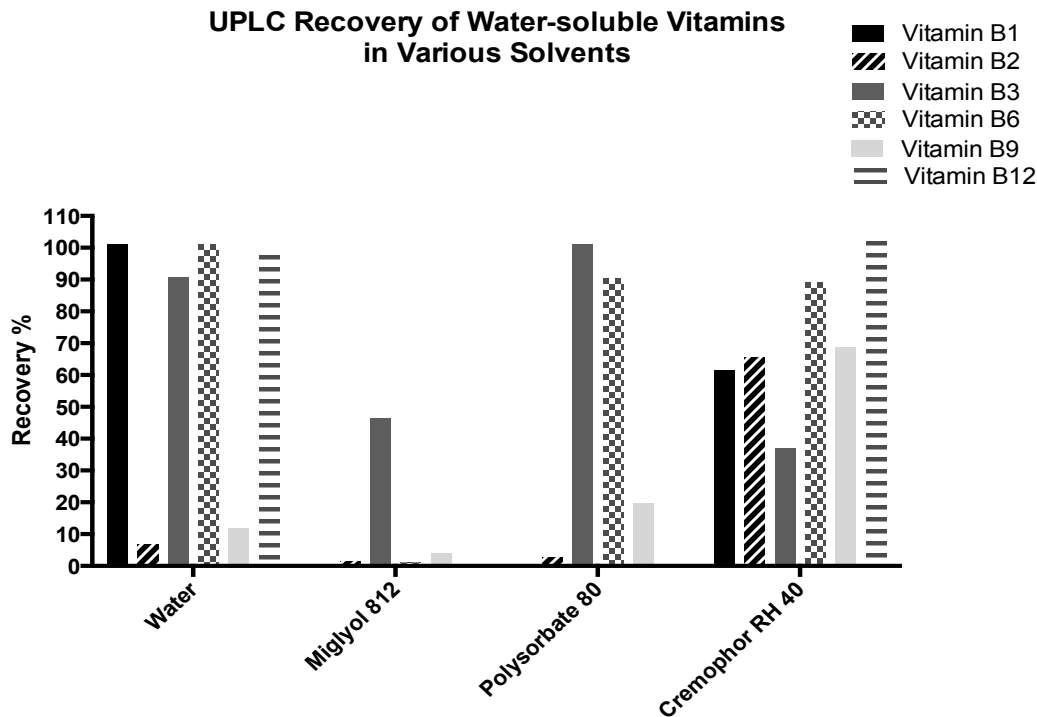 UPLC Recovery of Water-soluble Vitamins
in Various Solvents
Vitamin B1
Vitamin B2
Vitamin B3
Vitamin B6
Vitamin B9
Vitamin B12
Recovery %
110
100
90
80
70
60
50
40
30
20
10
0
Water
Miglyol 812
Polysorbate 80
Cremophor RH 40